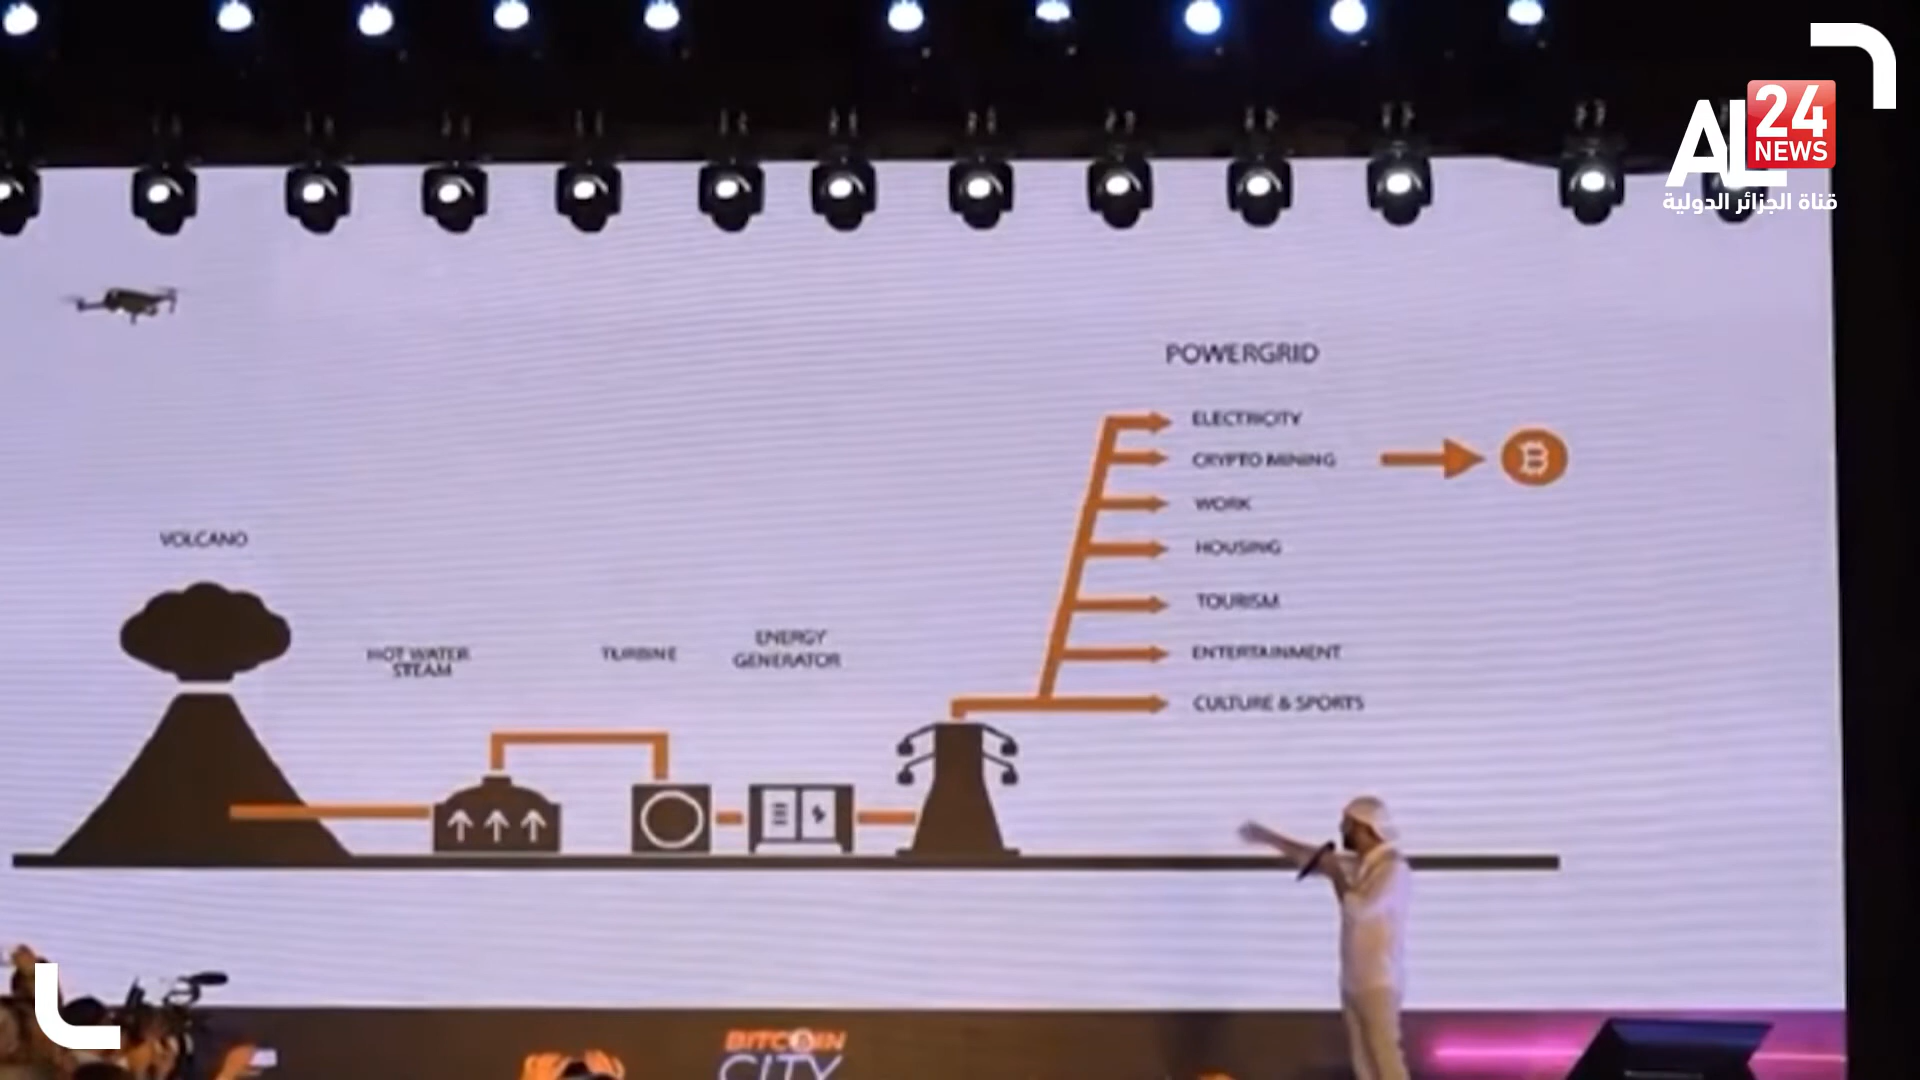 AL
24
NEWS
قناة الجزائر الدولية
POWERGRID
ELECTRICITY
CRYPTO MINING
WORK
HOUSING
TOURISM
ENTERTAINMENT
CULTURE & SPORTS
VOLCANO
HOT WATER
STEAM
TURBINE
ENERGY
GENERATOR
BITCOIN
CITY